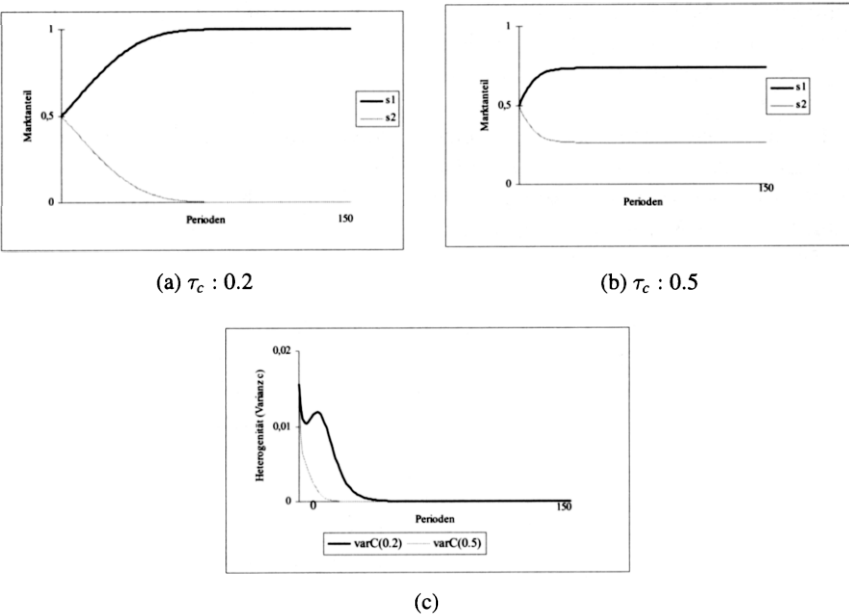 1
Marktanteil
0,5
s1
s2
0
Perioden
150
(a) τc : 0.2
1
Marktanteil
0,5
s1
s2
0
Perioden
150
(b) τc : 0.5
0,02
Heterogenität (Varianz c)
0,01
0
0
150
Perioden
varC(0.2) varC(0.5)
(c)